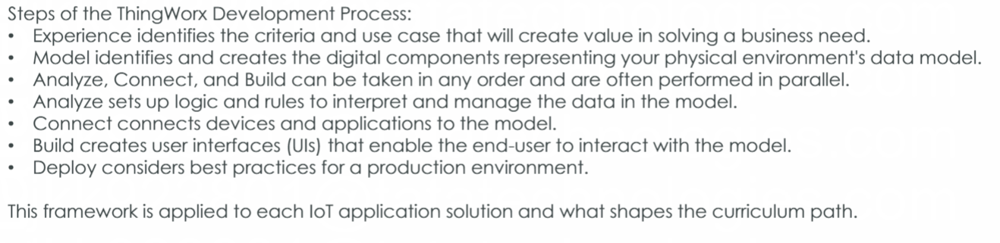 Steps of the ThingWorx Development Process:
• Experience identifies the criteria and use case that will create value in solving a business need.
• Model identifies and creates the digital components representing your physical environment's data model.
• Analyze, Connect, and Build can be taken in any order and are often performed in parallel.
• Analyze sets up logic and rules to interpret and manage the data in the model.
• Connect connects devices and applications to the model.
• Build creates user interfaces (UIs) that enable the end-user to interact with the model.
• Deploy considers best practices for a production environment.
This framework is applied to each IoT application solution and what shapes the curriculum path.